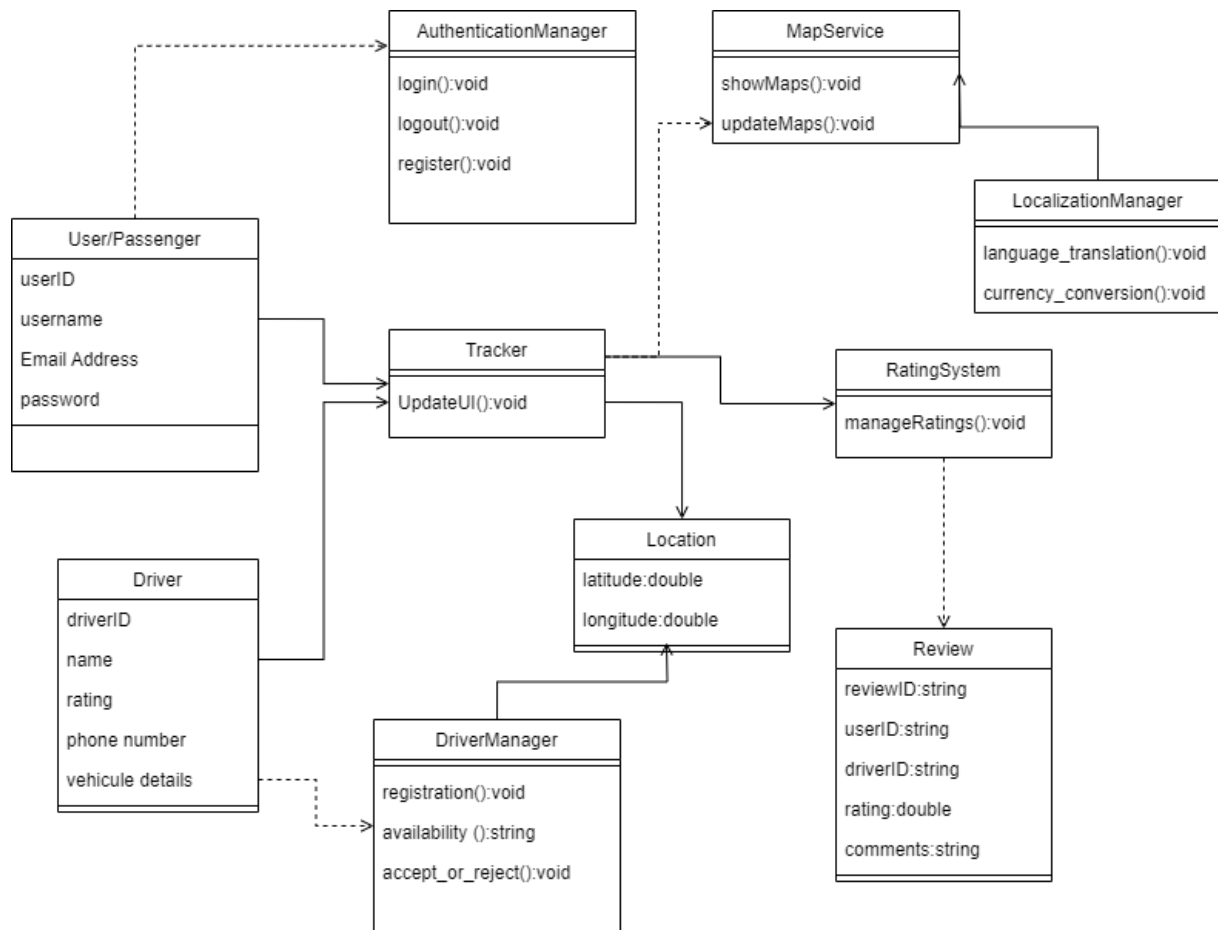 AuthenticationManager
login():void
logout():void
register():void
MapService
showMaps():void
updateMaps():void
LocalizationManager
language_translation():void
currency_conversion():void
User/Passenger
userID
username
Email Address
password
Tracker
UpdateUI():void
RatingSystem
manageRatings():void
Location
latitude:double
longitude:double
Driver
driverID
name
rating
phone number
vehicule details
DriverManager
registration():void
availability ():string
accept_or_reject():void
Review
reviewID:string
userID:string
driverID:string
rating:double
comments:string